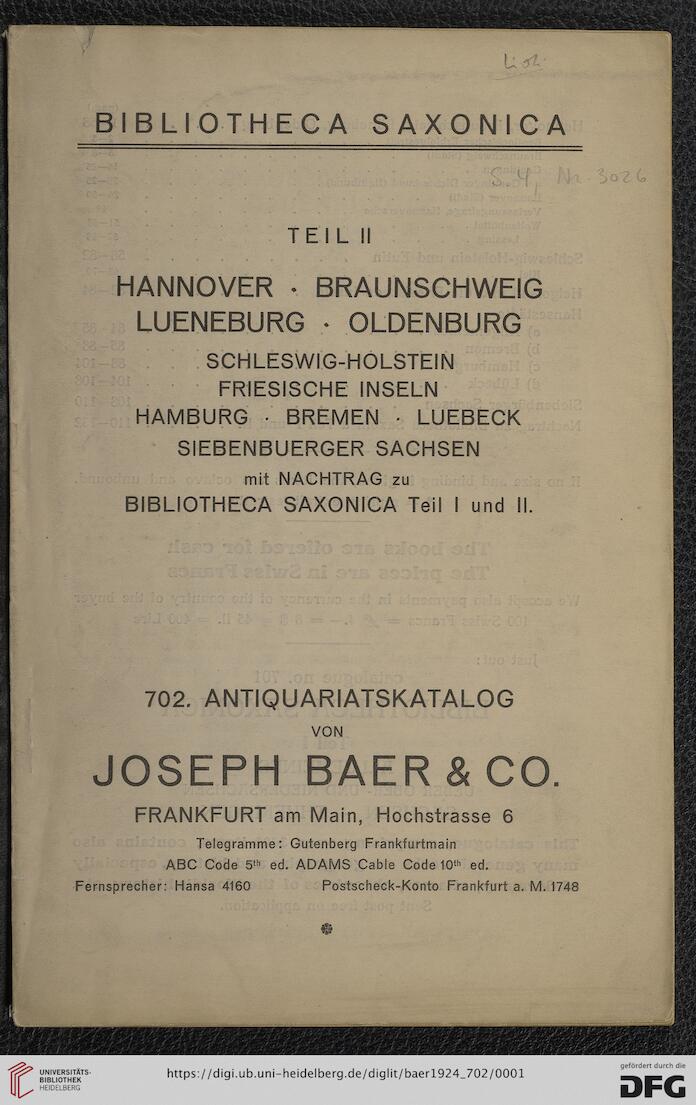 BIBLIOTHECA SAXONICA
S 4, Nr. 3026
TEIL II
HANNOVER · BRAUNSCHWEIG
LUENEBURG · OLDENBURG
SCHLESWIG-HOLSTEIN
FRIESISCHE INSELN
HAMBURG · BREMEN · LUEBECK
SIEBENBUERGER SACHSEN
mit NACHTRAG zu
BIBLIOTHECA SAXONICA Teil I und II.
702. ANTIQUARIATSKATALOG
VON
JOSEPH BAER & CO.
FRANKFURT am Main, Hochstrasse 6
Telegramme: Gutenberg Frankfurtmain
ABC Code 5th ed. ADAMS Cable Code 10th ed.
Fernsprecher: Hansa 4160 Postscheck-Konto Frankfurt a. M. 1748
UNIVERSITÄTS-
BIBLIOTHEK
HEIDELBERG
https://digi.ub.uni-heidelberg.de/diglit/baer1924_702/0001
gefördert durch die
DFG